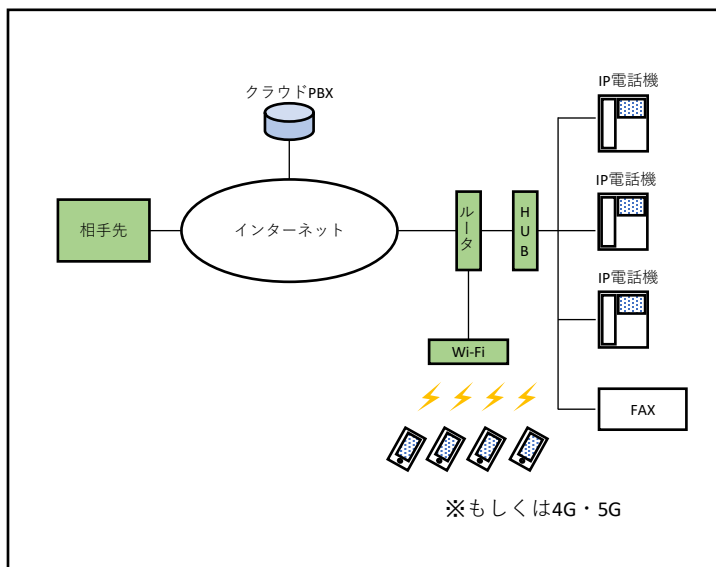 クラウドPBX
IP電話機
相手先
インターネット
ルータ
HUB
IP電話機
IP電話機
Wi-Fi
FAX
※もしくは4G・5G